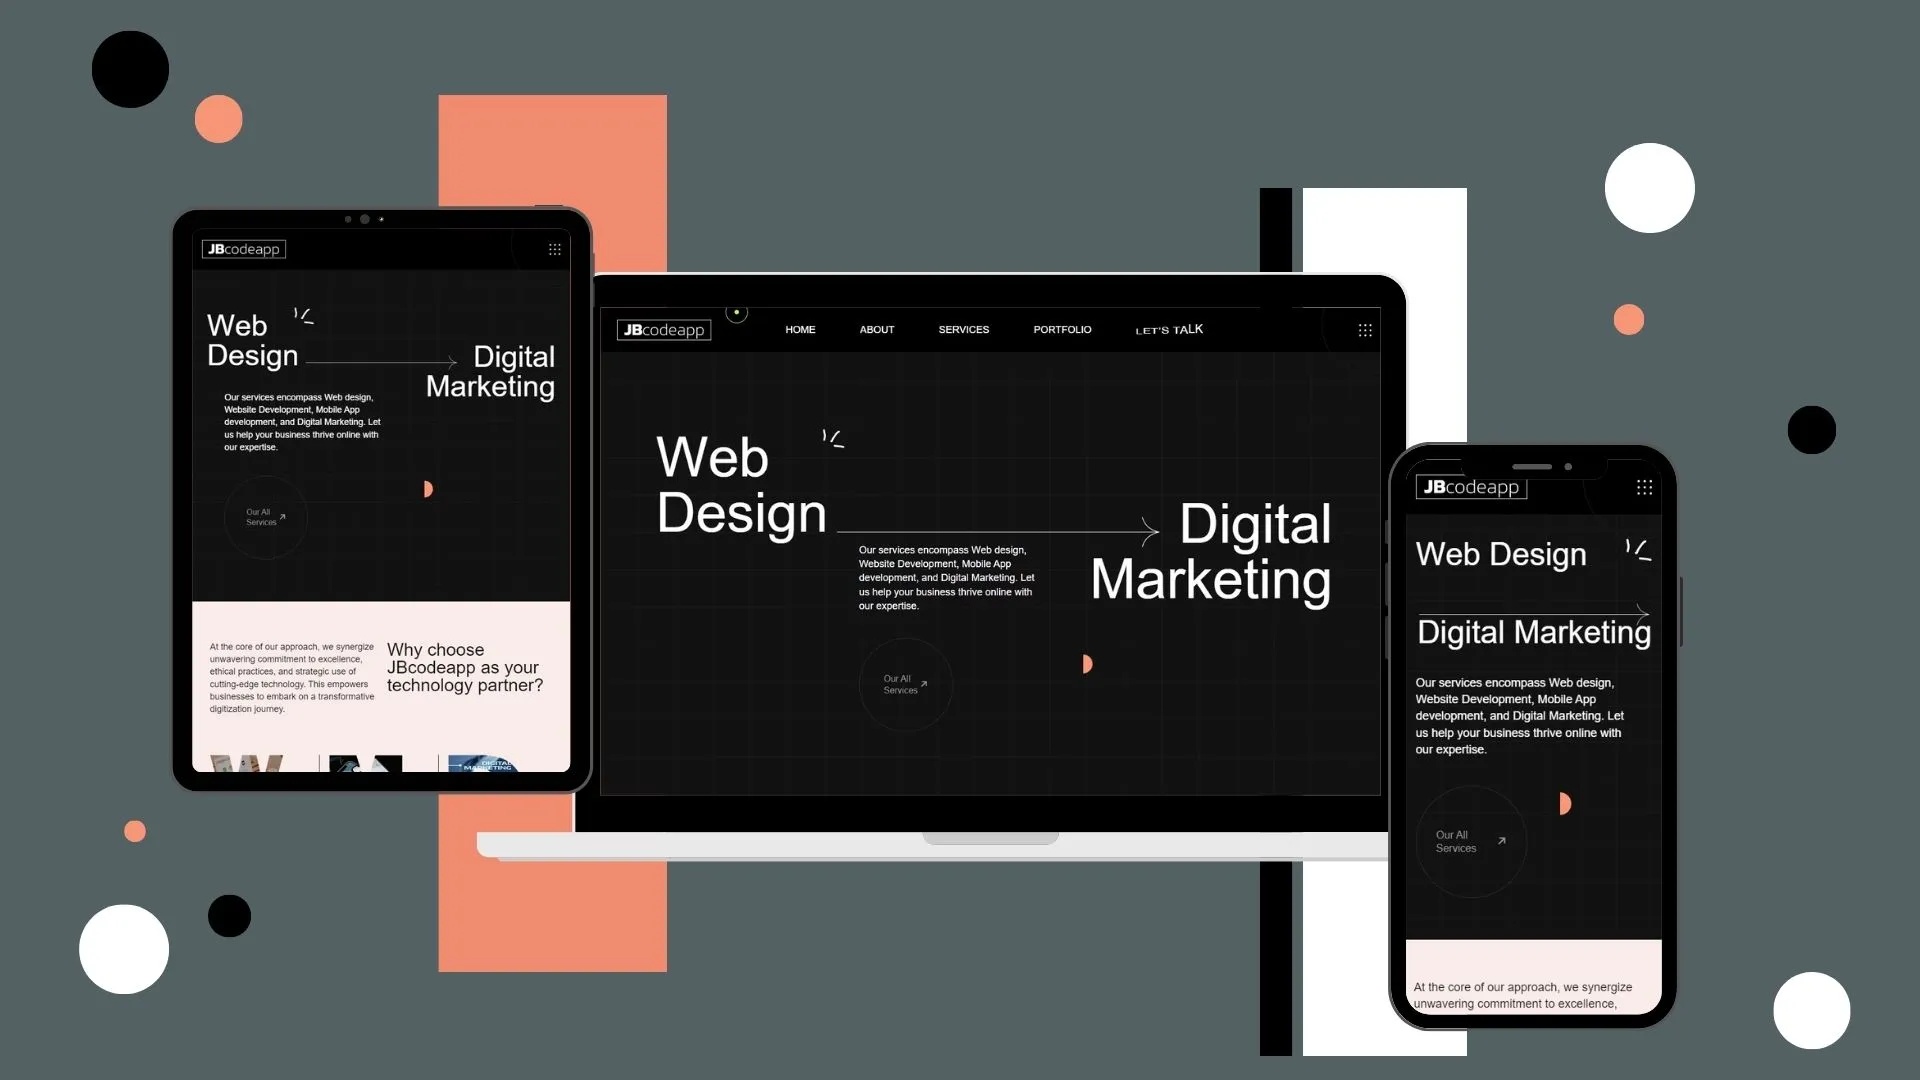 JBcodeapp
Web
Design
Digital
Marketing
Our services encompass Web design,
Website Development, Mobile App
development, and Digital Marketing. Let
us help your business thrive online with
our expertise.
Our All
Services
At the core of our approach, we synergize
unwavering commitment to excellence,
ethical practices, and strategic use of
cutting-edge technology. This empowers
businesses to embark on a transformative
digitization journey.
Why choose
JBcodeapp as your
technology partner?
DIGITAL
MARKETING
JBcodeapp
HOME ABOUT SERVICES PORTFOLIO LET'S TALK
Web
Design
Digital
Marketing
Our services encompass Web design,
Website Development, Mobile App
development, and Digital Marketing. Let
us help your business thrive online with
our expertise.
Our All
Services
JBcodeapp
Web Design
Digital Marketing
Our services encompass Web design,
Website Development, Mobile App
development, and Digital Marketing. Let
us help your business thrive online with
our expertise.
Our All
Services
At the core of our approach, we synergize
unwavering commitment to excellence,